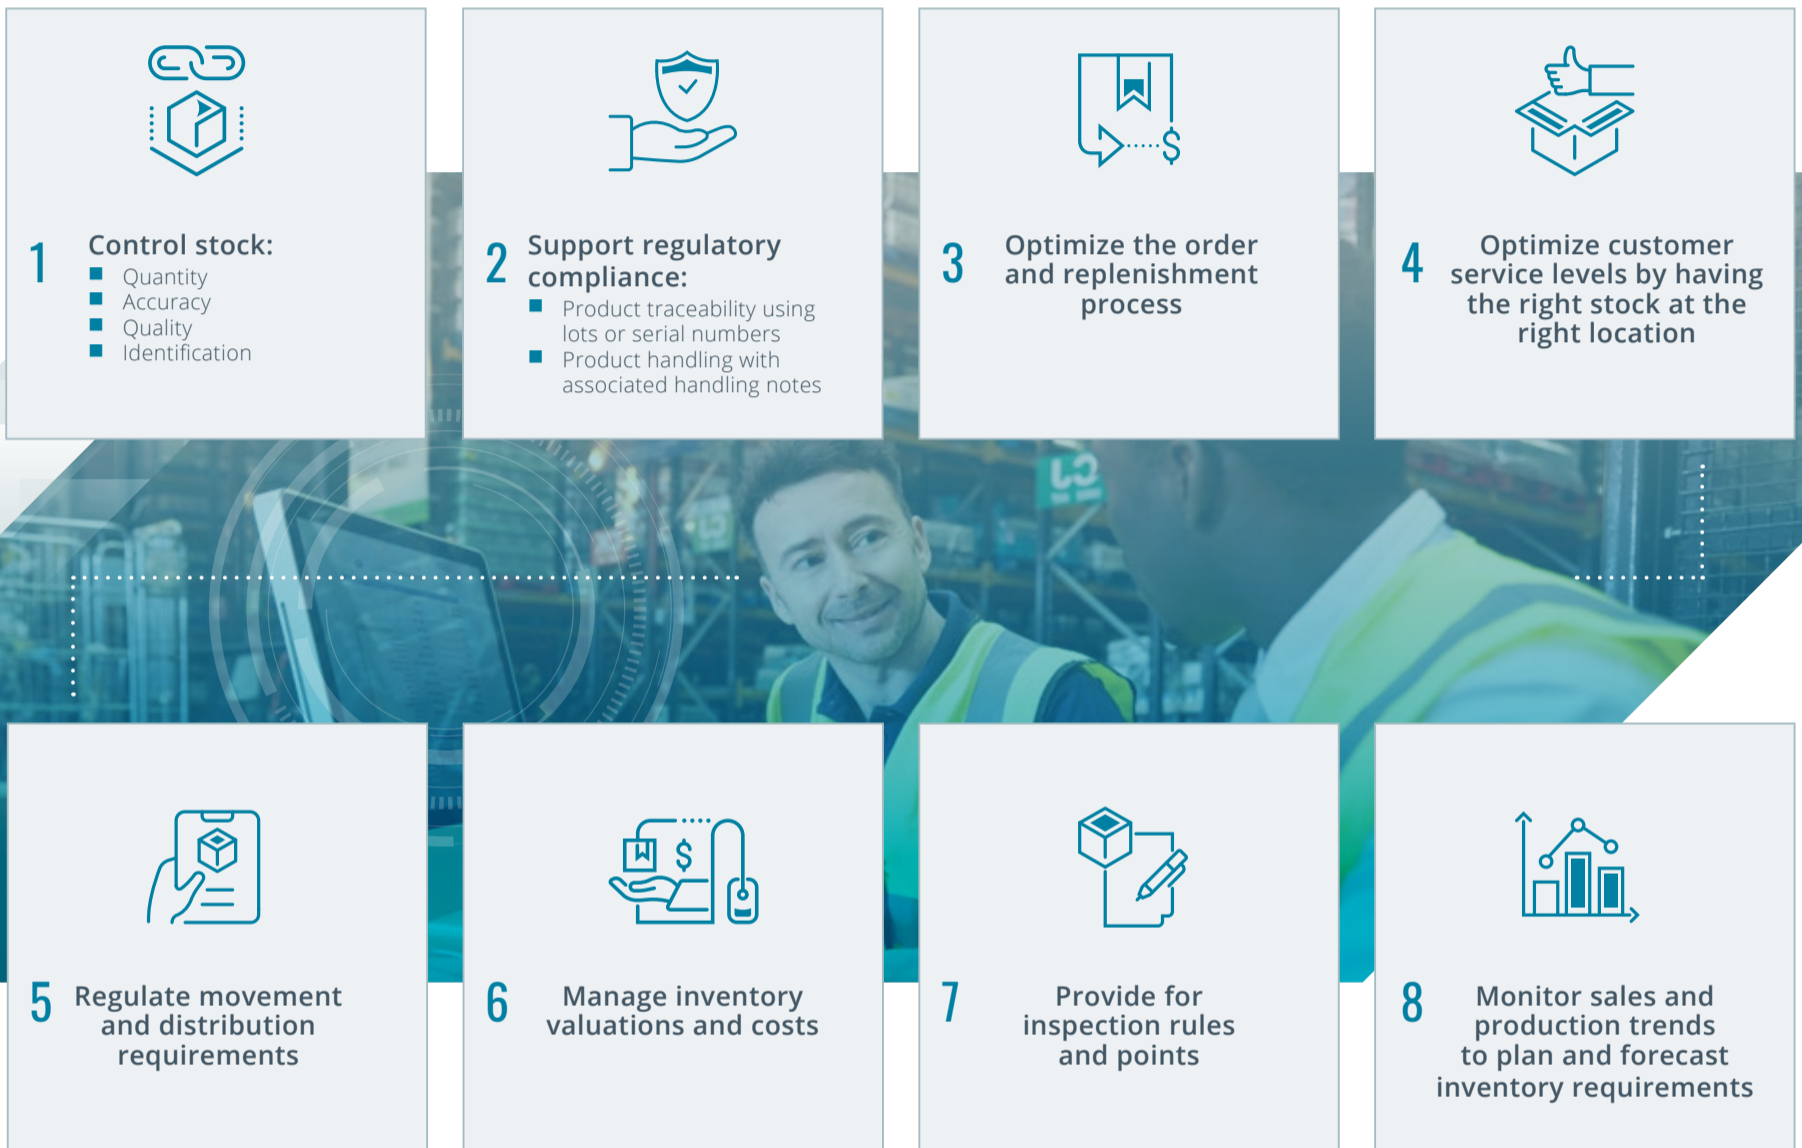 1
Control stock:
Quantity
Accuracy
Quality
Identification
2
Support regulatory
compliance:
Product traceability using
lots or serial numbers
Product handling with
associated handling notes
3
Optimize the order
and replenishment
process
4
Optimize customer
service levels by having
the right stock at the
right location
5
Regulate movement
and distribution
requirements
6
Manage inventory
valuations and costs
7
Provide for
inspection rules
and points
8
Monitor sales and
production trends
to plan and forecast
inventory requirements